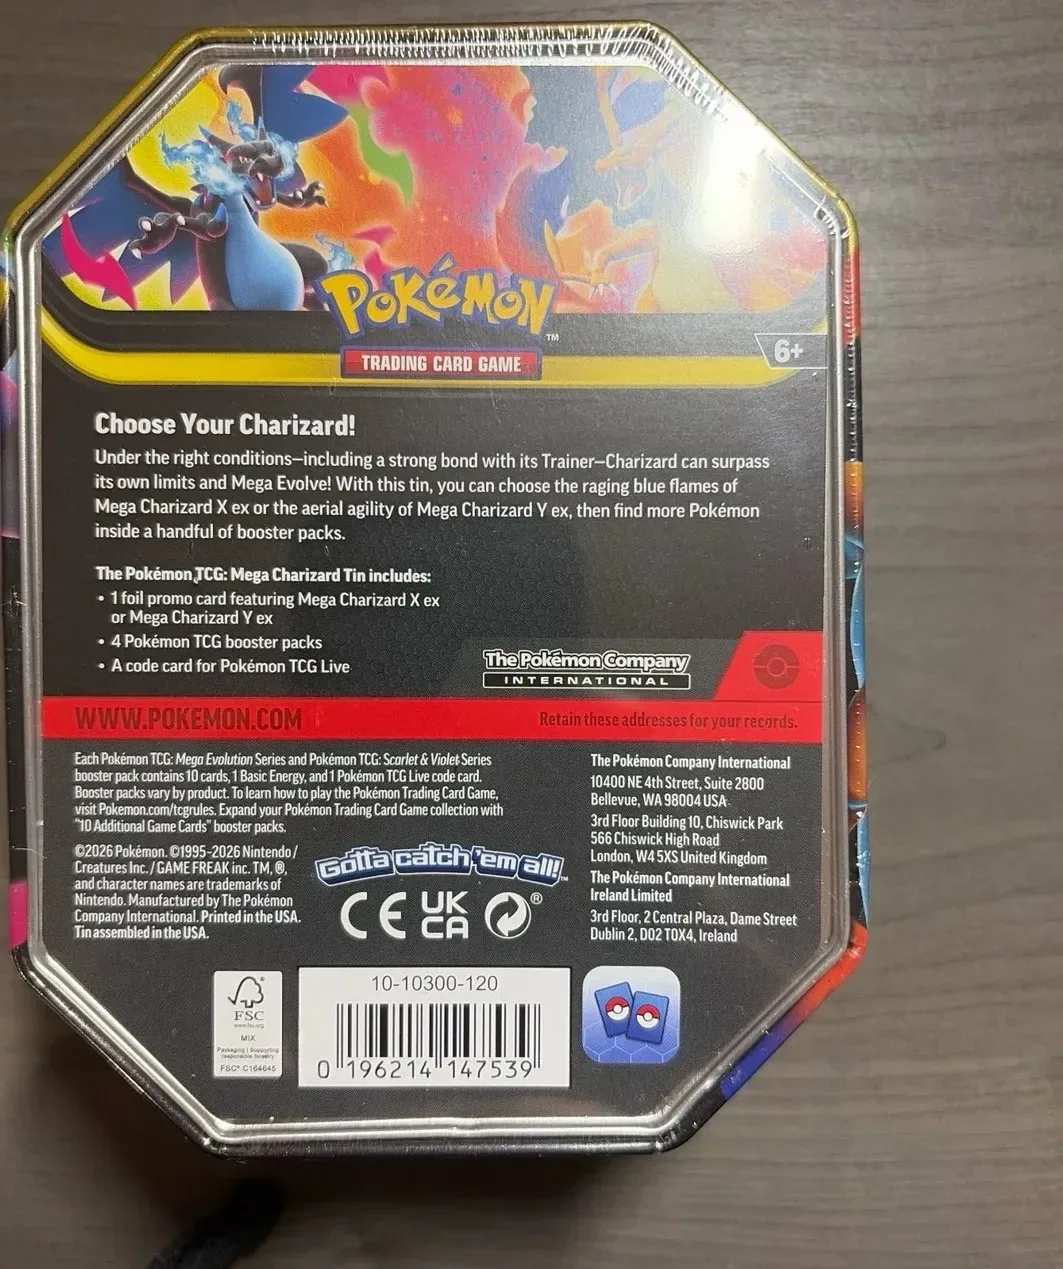 POKéMON
TM
TRADING CARD GAME
6+
Choose Your Charizard!
Under the right conditions—including a strong bond with its Trainer—Charizard can surpass
its own limits and Mega Evolve! With this tin, you can choose the raging blue flames of
Mega Charizard X ex or the aerial agility of Mega Charizard Y ex, then find more Pokémon
inside a handful of booster packs.
The Pokémon TCG: Mega Charizard Tin includes:
• 1 foil promo card featuring Mega Charizard X ex
or Mega Charizard Y ex
• 4 Pokémon TCG booster packs
• A code card for Pokémon TCG Live
The Pokémon Company
INTERNATIONAL
WWW.POKEMON.COM
Retain these addresses for your records.
Each Pokémon TCG: Mega Evolution Series and Pokémon TCG: Scarlet & Violet Series
booster pack contains 10 cards, 1 Basic Energy, and 1 Pokémon TCG Live code card.
Booster packs vary by product. To learn how to play the Pokémon Trading Card Game,
visit Pokemon.com/tcgrules. Expand your Pokémon Trading Card Game collection with
"10 Additional Game Cards" booster packs.
©2026 Pokémon. ©1995-2026 Nintendo /
Creatures Inc. / GAME FREAK inc. TM, ®,
and character names are trademarks of
Nintendo. Manufactured by The Pokémon
Company International. Printed in the USA.
Tin assembled in the USA.
Gotta catch 'em all!™
CE UK
CA
®
The Pokémon Company International
10400 NE 4th Street, Suite 2800
Bellevue, WA 98004 USA
3rd Floor Building 10, Chiswick Park
566 Chiswick High Road
London, W4 5XS United Kingdom
The Pokémon Company International
Ireland Limited
3rd Floor, 2 Central Plaza, Dame Street
Dublin 2, D02 T0X4, Ireland
®
FSC
www.fsc.org
MIX
Packaging | Supporting
responsible forestry
FSC® C164645
10-10300-120
0 196214 147539